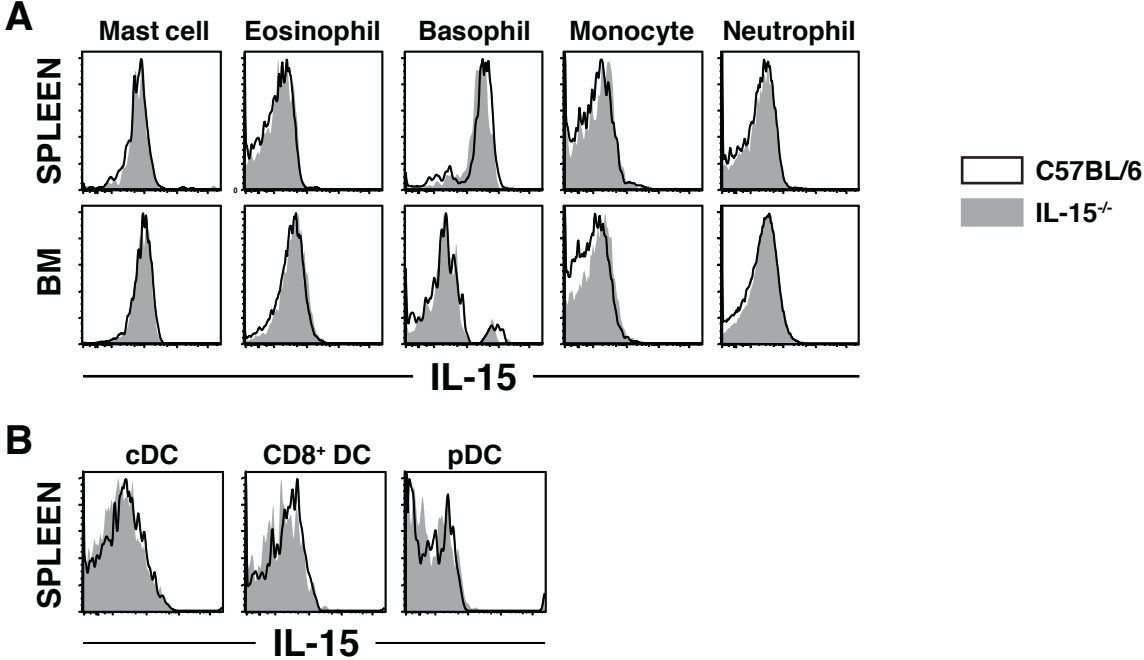 A
Mast cell Eosinophil Basophil Monocyte Neutrophil
SPLEEN
0
C57BL/6
IL-15-/-
BM
IL-15
B
cDC CD8+ DC pDC
SPLEEN
IL-15